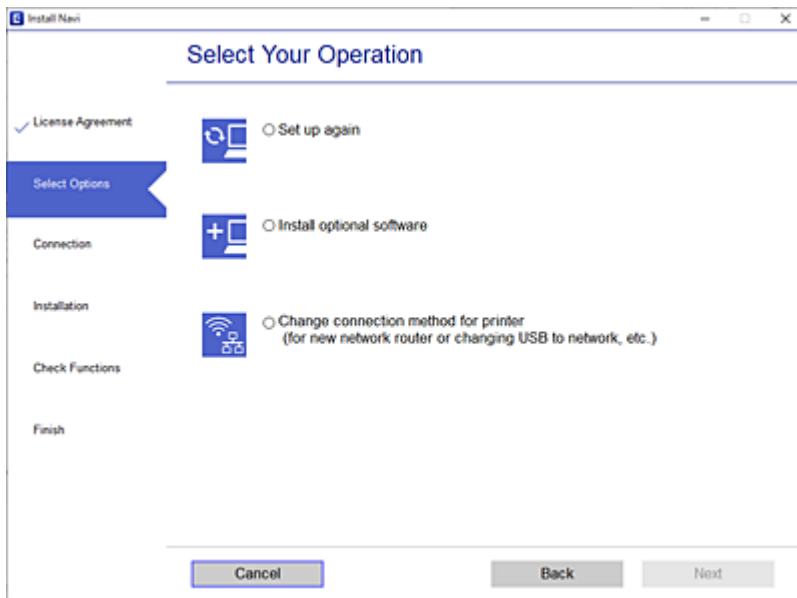 Install Navi
Select Your Operation
License Agreement
Select Options
Connection
Installation
Check Functions
Finish
Set up again
Install optional software
Change connection method for printer
(for new network router or changing USB to network, etc.)
Cancel
Back
Next